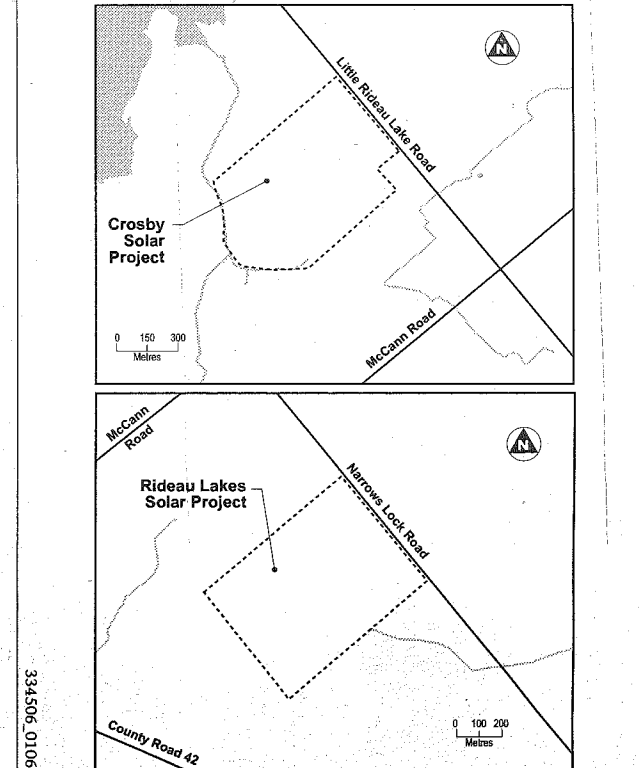 N
Little Rideau Lake Road
Crosby
Solar
Project
0 150 300
Metres
McCann Road
McCann
Road
N
Rideau Lakes
Solar Project
Narrows Lock Road
0 100 200
Metres
County Road 42
334506_0106